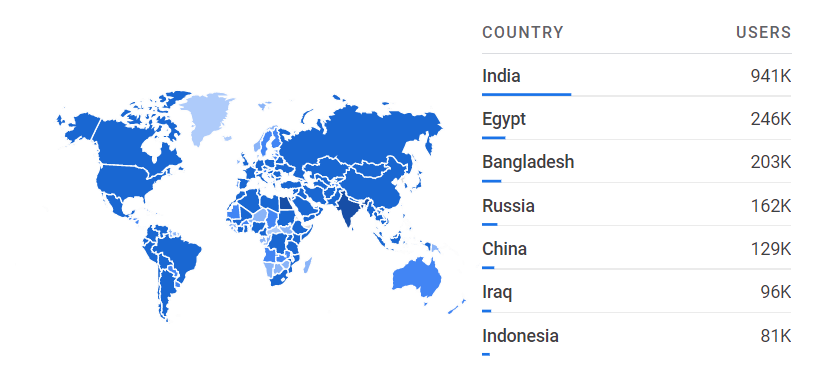 COUNTRY USERS
India 941K
Egypt 246K
Bangladesh 203K
Russia 162K
China 129K
Iraq 96K
Indonesia 81K